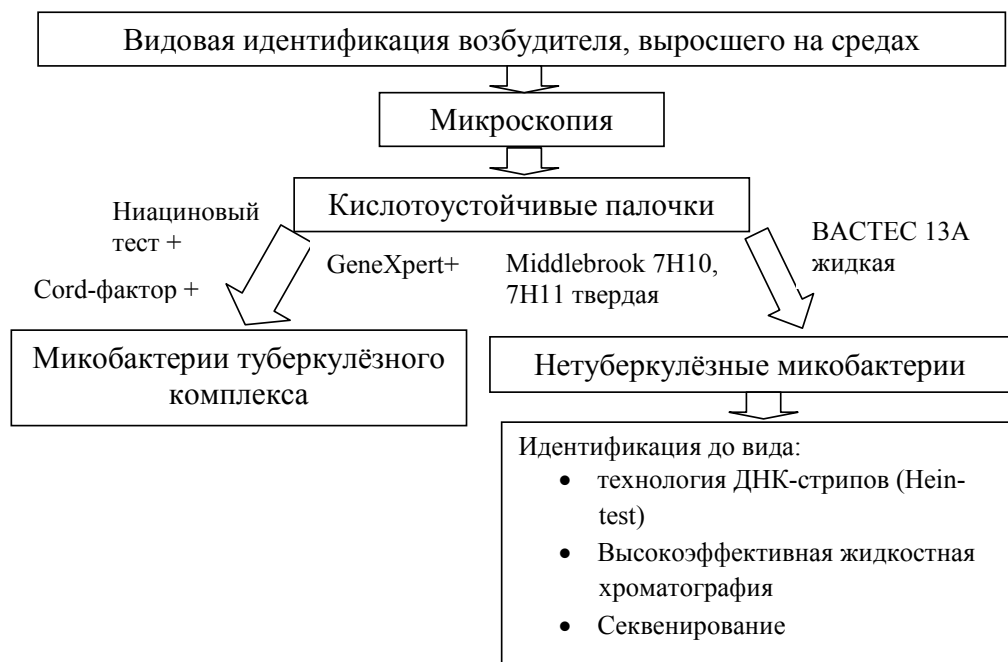 Видовая идентификация возбудителя, выросшего на средах
Микроскопия
Кислотоустойчивые палочки
Ниациновый
тест +
Cord-фактор +
GeneXpert+
Middlebrook 7H10,
7H11 твердая
BACTEC 13A
жидкая
Микобактерии туберкулёзного
комплекса
Нетуберкулёзные микобактерии
Идентификация до вида:
• технология ДНК-стрипов (Hein-
test)
• Высокоэффективная жидкостная
хроматография
• Секвенирование